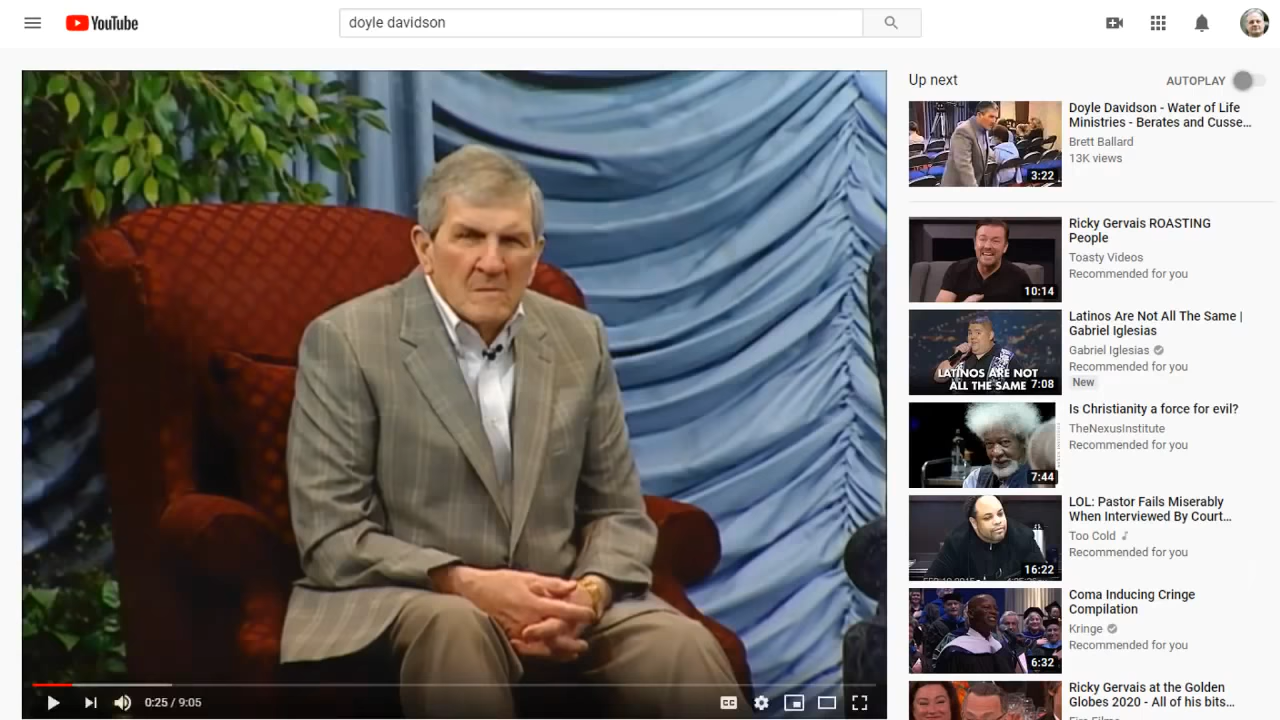 YouTube
doyle davidson
Up next
AUTOPLAY
Doyle Davidson - Water of Life
Ministries - Berates and Cusse...
Brett Ballard
13K views
3:22
Ricky Gervais ROASTING
People
Toasty Videos
Recommended for you
10:14
Latinos Are Not All The Same |
Gabriel Iglesias
Gabriel Iglesias
Recommended for you
New
LATINOS ARE NOT
ALL THE SAME
7:08
Is Christianity a force for evil?
TheNexusInstitute
Recommended for you
7:44
LOL: Pastor Fails Miserably
When Interviewed By Court...
Too Cold
Recommended for you
16:22
Coma Inducing Cringe
Compilation
Kringe
Recommended for you
6:32
Ricky Gervais at the Golden
Globes 2020 - All of his bits...
0:25 / 9:05
CC